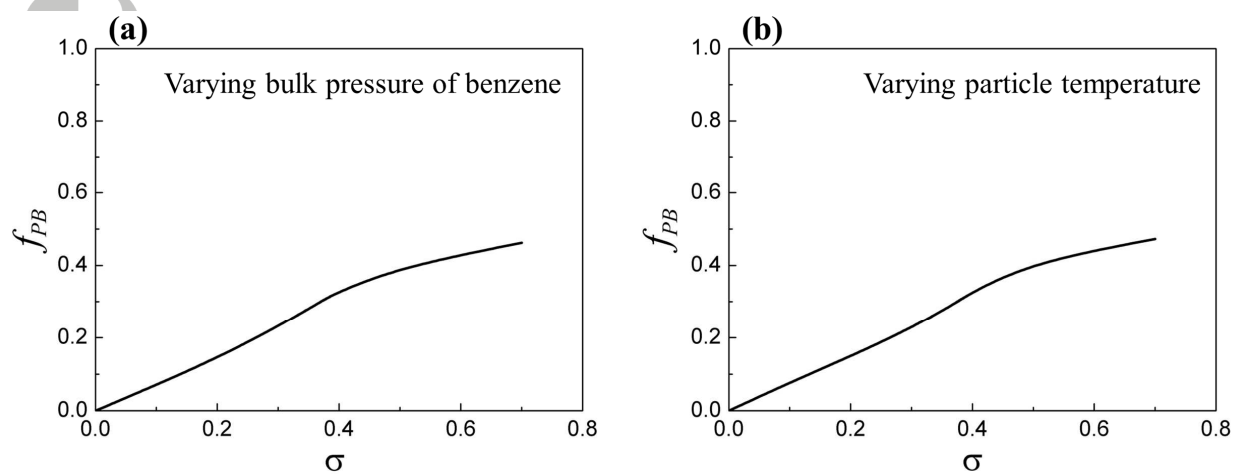 (a)
Varying bulk pressure of benzene
1.0
0.8
0.6
0.4
0.2
0.0
f_PB
0.0 0.2 0.4 0.6 0.8
σ
(b)
Varying particle temperature
1.0
0.8
0.6
0.4
0.2
0.0
f_PB
0.0 0.2 0.4 0.6 0.8
σ